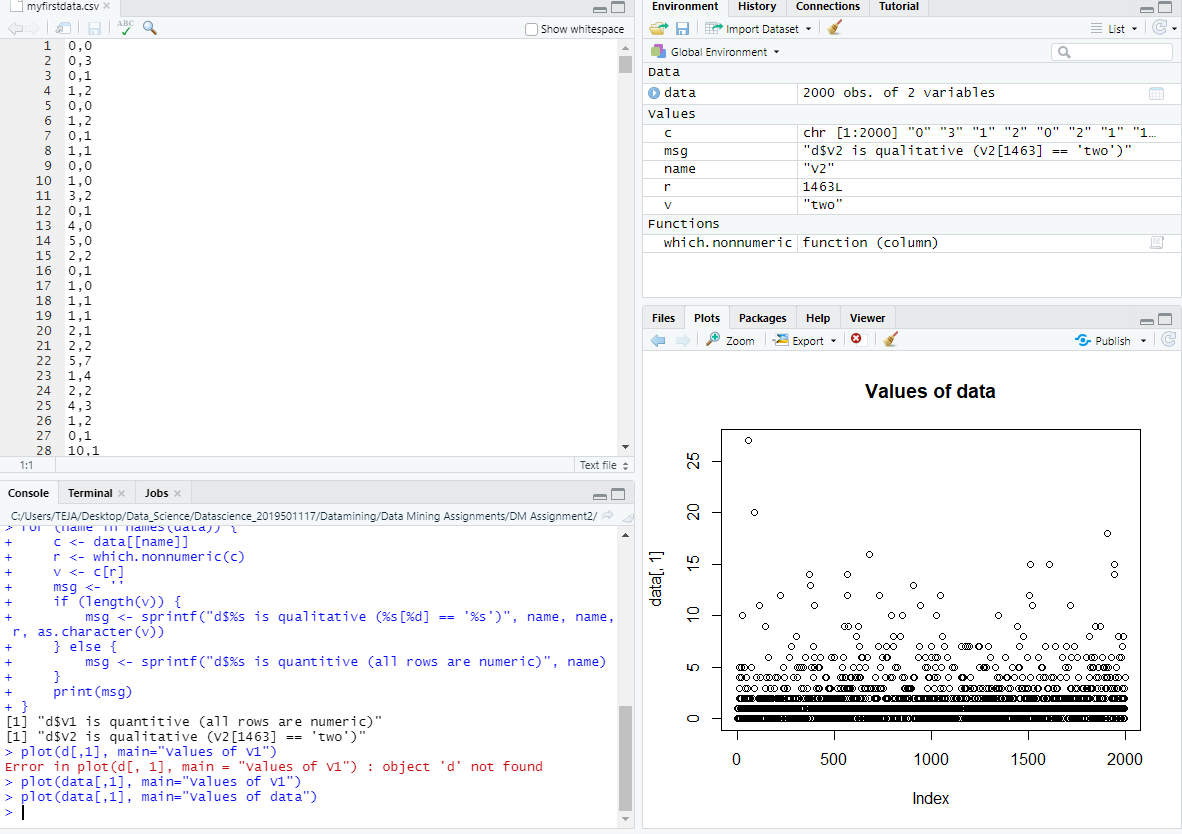 myfirstdata.csv
ABC
Show whitespace
1 0,0
2 0,3
3 0,1
4 1,2
5 0,0
6 1,2
7 0,1
8 1,1
9 0,0
10 1,0
11 3,2
12 0,1
13 4,0
14 5,0
15 2,2
16 0,1
17 1,0
18 1,1
19 1,1
20 2,1
21 2,2
22 5,7
23 1,4
24 2,2
25 4,3
26 1,2
27 0,1
28 10,1
1:1
Text file
Console Terminal Jobs
C:/Users/TEJA/Desktop/Data_Science/Datascience_2019501117/Datamining/Data Mining Assignments/DM Assignment2/
> for (name in names(data)) {
+ c <- data[[name]]
+ r <- which.nonnumeric(c)
+ v <- c[r]
+ msg <- ''
+ if (length(v)) {
+ msg <- sprintf("d$%s is qualitative (%s[%d] == '%s')", name, name,
r, as.character(v))
+ } else {
+ msg <- sprintf("d$%s is quantitive (all rows are numeric)", name)
+ }
+ print(msg)
+ }
[1] "d$V1 is quantitive (all rows are numeric)"
[1] "d$V2 is qualitative (V2[1463] == 'two')"
> plot(d[,1], main="Values of V1")
Error in plot(d[, 1], main = "Values of V1") : object 'd' not found
> plot(data[,1], main="Values of V1")
> plot(data[,1], main="Values of data")
>
Environment History Connections Tutorial
Import Dataset
List
Global Environment
Data
data 2000 obs. of 2 variables
Values
c chr [1:2000] "0" "3" "1" "2" "0" "2" "1" "1…
msg "d$V2 is qualitative (V2[1463] == 'two')"
name "V2"
r 1463L
v "two"
Functions
which.nonnumeric function (column)
Files Plots Packages Help Viewer
Zoom Export Publish
Values of data
25
20
15
10
5
0
data[, 1]
0 500 1000 1500 2000
Index